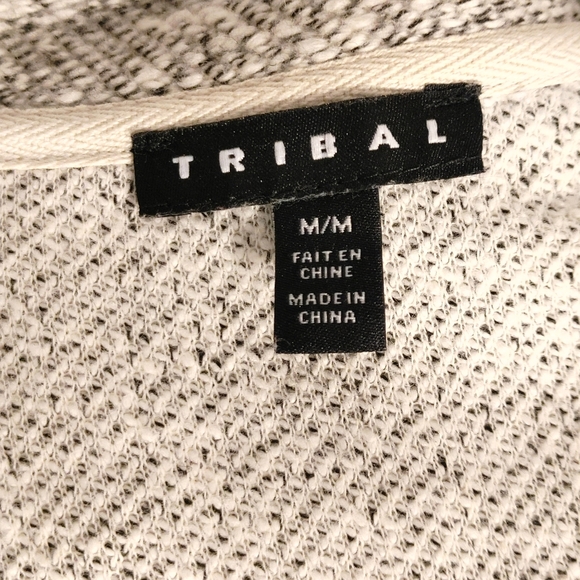 TRIBAL
M/M
FAIT EN
CHINE
MADE IN
CHINA